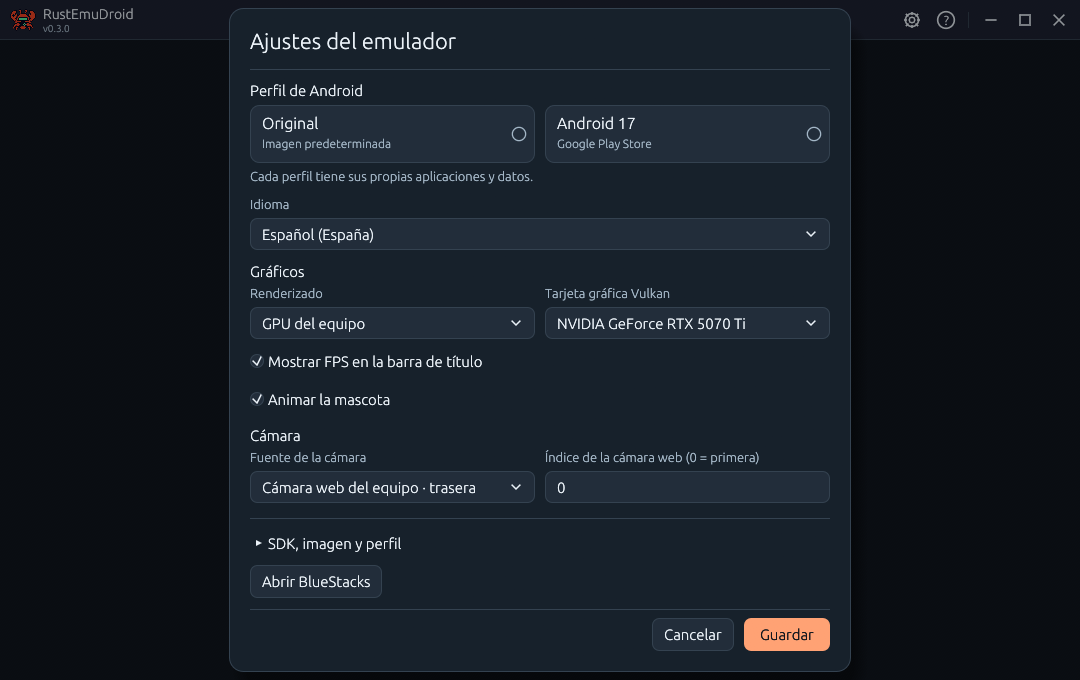 RustEmuDroid
v0.3.0
Ajustes del emulador
Perfil de Android
Original
Imagen predeterminada
Android 17
Google Play Store
Cada perfil tiene sus propias aplicaciones y datos.
Idioma
Español (España)
Gráficos
Renderizado
Tarjeta gráfica Vulkan
GPU del equipo
NVIDIA GeForce RTX 5070 Ti
Mostrar FPS en la barra de título
Animar la mascota
Cámara
Fuente de la cámara
Índice de la cámara web (0 = primera)
Cámara web del equipo · trasera
0
SDK, imagen y perfil
Abrir BlueStacks
Cancelar
Guardar